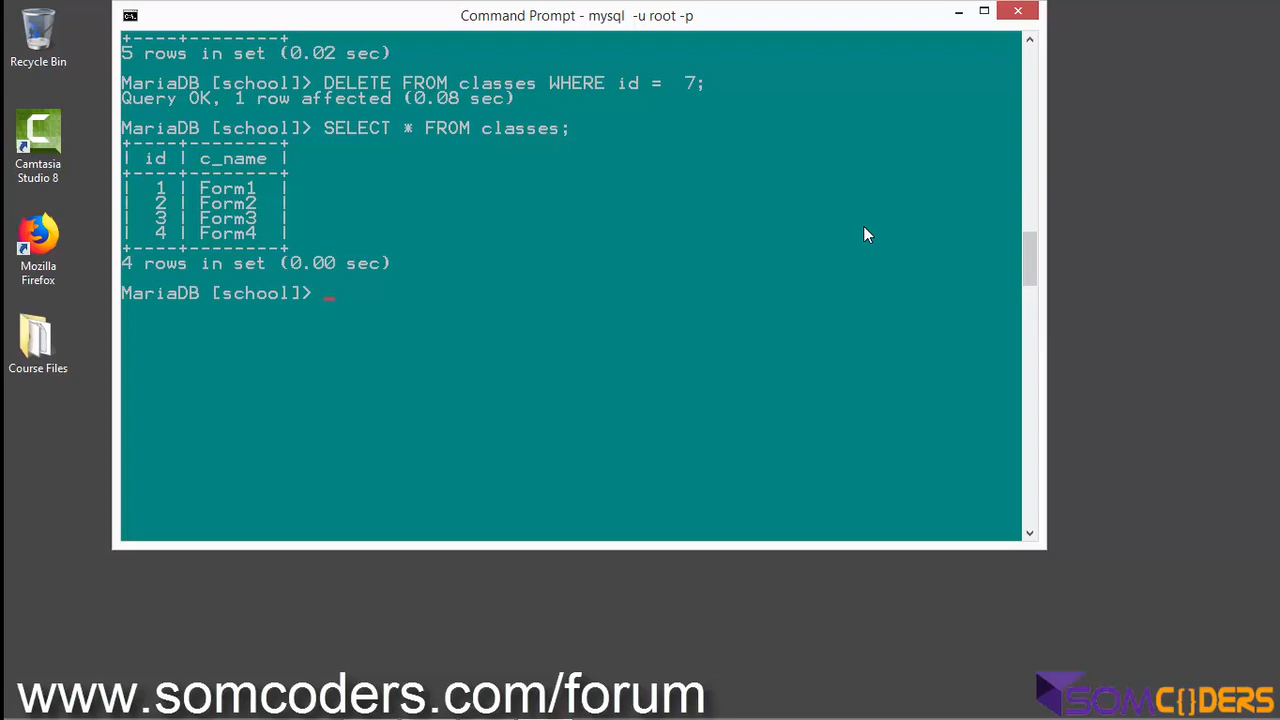 Command Prompt - mysql  -u root -p
Recycle Bin
Camtasia
Studio 8
Mozilla
Firefox
Course Files
+----+--------+
5 rows in set (0.02 sec)
MariaDB [school]> DELETE FROM classes WHERE id =  7;
Query OK, 1 row affected (0.08 sec)
MariaDB [school]> SELECT * FROM classes;
+----+--------+
| id | c_name |
+----+--------+
|  1 | Form1  |
|  2 | Form2  |
|  3 | Form3  |
|  4 | Form4  |
+----+--------+
4 rows in set (0.00 sec)
MariaDB [school]> _
www.somcoders.com/forum
SOMC{}DERS